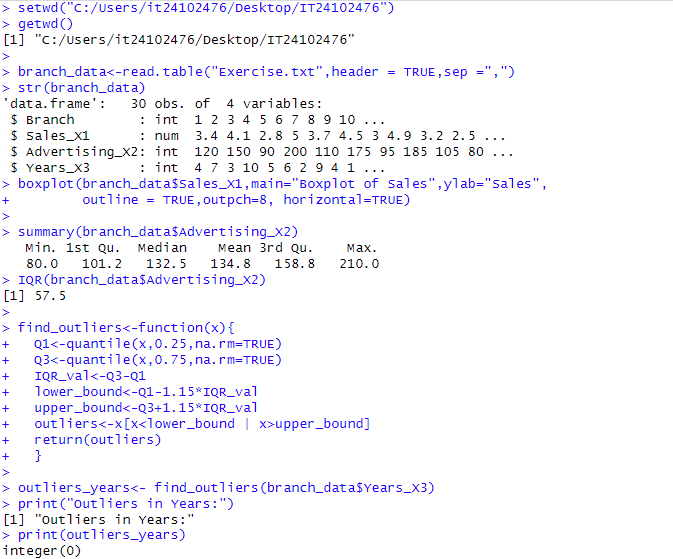 > setwd("C:/Users/it24102476/Desktop/IT24102476")
> getwd()
[1] "C:/Users/it24102476/Desktop/IT24102476"
>
> branch_data<-read.table("Exercise.txt",header = TRUE,sep =",")
> str(branch_data)
'data.frame':   30 obs. of  4 variables:
 $ Branch        : int  1 2 3 4 5 6 7 8 9 10 ...
 $ Sales_X1      : num  3.4 4.1 2.8 5 3.7 4.5 3 4.9 3.2 2.5 ...
 $ Advertising_X2: int  120 150 90 200 110 175 95 185 105 80 ...
 $ Years_X3      : int  4 7 3 10 5 6 2 9 4 1 ...
> boxplot(branch_data$Sales_X1,main="Boxplot of Sales",ylab="Sales",
+         outline = TRUE,outpch=8, horizontal=TRUE)
>
> summary(branch_data$Advertising_X2)
   Min. 1st Qu.  Median    Mean 3rd Qu.    Max.
   80.0   101.2   132.5   134.8   158.8   210.0
> IQR(branch_data$Advertising_X2)
[1] 57.5
>
> find_outliers<-function(x){
+   Q1<-quantile(x,0.25,na.rm=TRUE)
+   Q3<-quantile(x,0.75,na.rm=TRUE)
+   IQR_val<-Q3-Q1
+   lower_bound<-Q1-1.15*IQR_val
+   upper_bound<-Q3+1.15*IQR_val
+   outliers<-x[x<lower_bound | x>upper_bound]
+   return(outliers)
+   }
>
> outliers_years<- find_outliers(branch_data$Years_X3)
> print("Outliers in Years:")
[1] "Outliers in Years:"
> print(outliers_years)
integer(0)